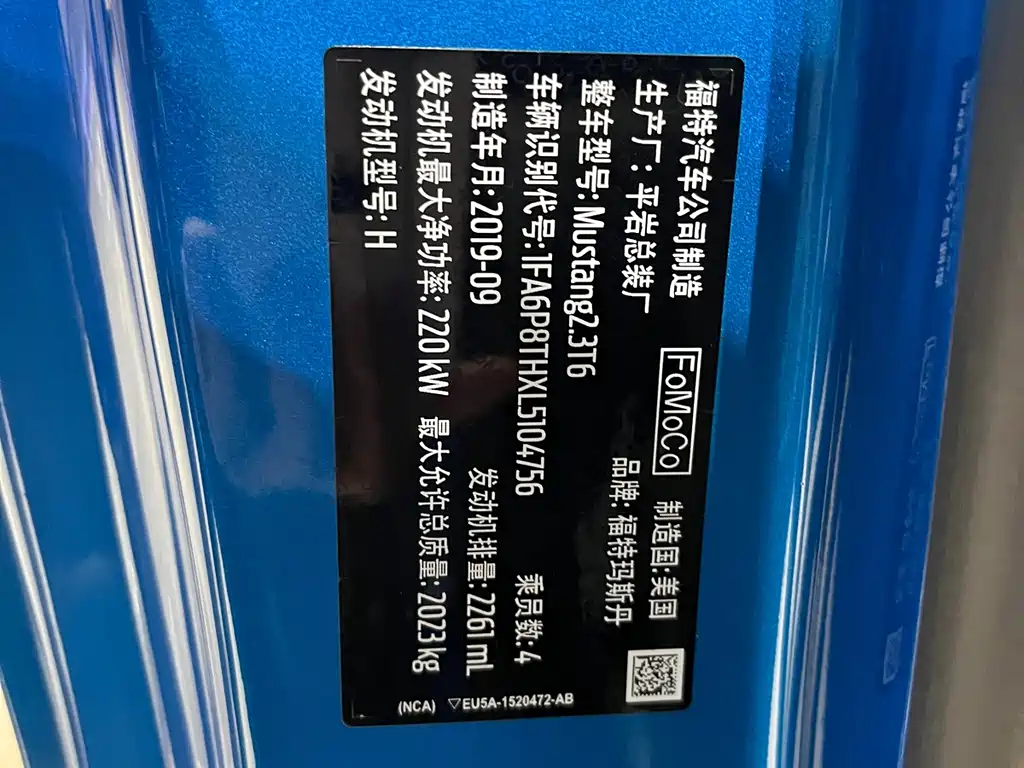 福特汽车公司制造 FoMoCo 制造国:美国
生产厂:平岩总装厂 品牌:福特玛斯丹
整车型号:Mustang2.3T6
车辆识别代号:1FA6P8THXL5104756 乘员数:4
制造年月:2019-09 发动机排量:2261 ml
发动机最大净功率:220 kW 最大允许总质量:2023 kg
发动机型号:H
(NCA) ▽EU5A-1520472-AB